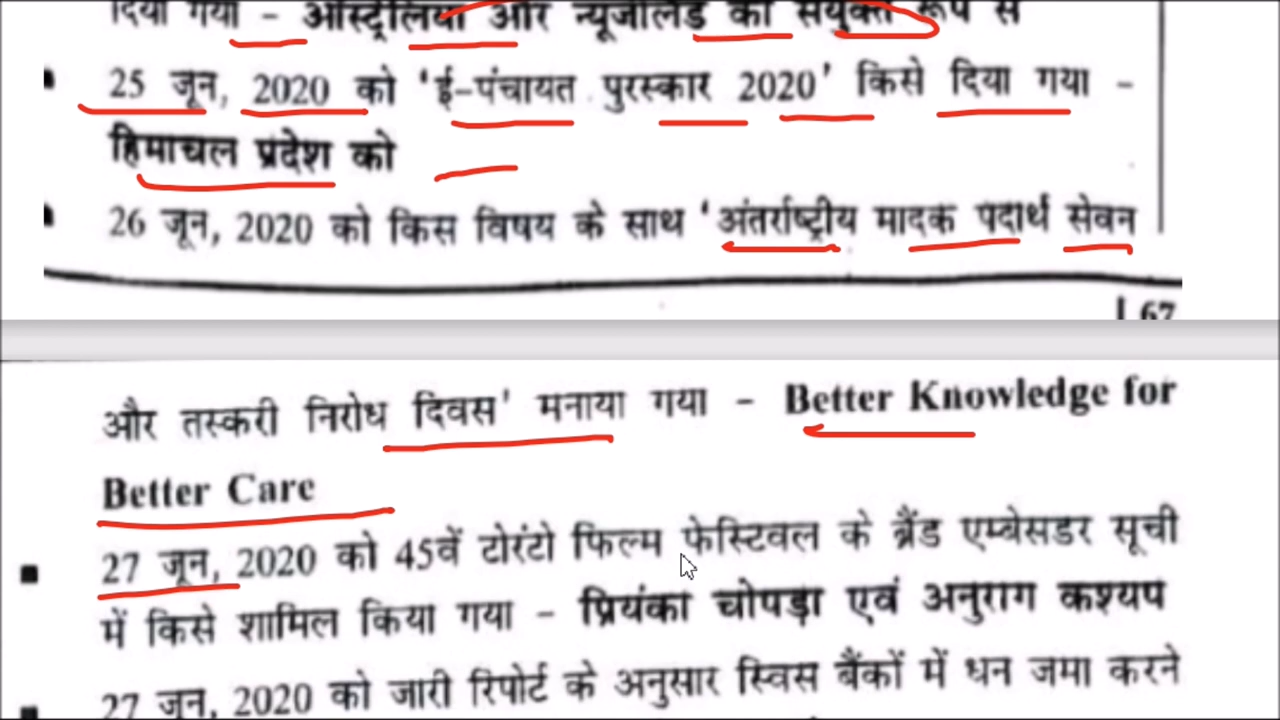 दिया गया – ऑस्ट्रेलिया और न्यूजीलैंड को संयुक्त रूप से
25 जून, 2020 को ‘ई-पंचायत पुरस्कार 2020’ किसे दिया गया –
हिमाचल प्रदेश को
26 जून, 2020 को किस विषय के साथ ‘अंतर्राष्ट्रीय मादक पदार्थ सेवन
67
और तस्करी निरोध दिवस’ मनाया गया – Better Knowledge for
Better Care
27 जून, 2020 को 45वें टोरंटो फिल्म फेस्टिवल के ब्रैंड एम्बेसडर सूची
में किसे शामिल किया गया – प्रियंका चोपड़ा एवं अनुराग कश्यप
27 जून, 2020 को जारी रिपोर्ट के अनुसार स्विस बैंकों में धन जमा करने